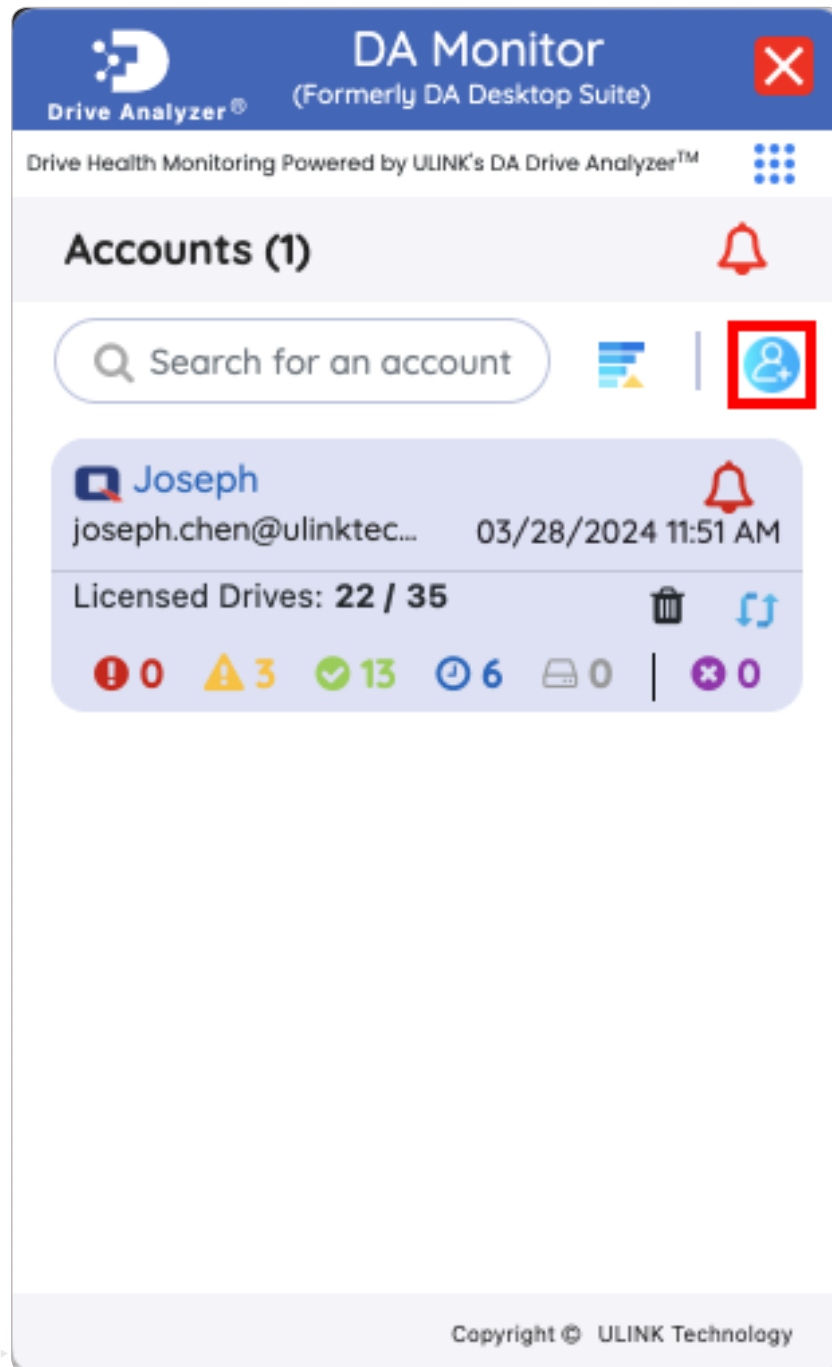 DA Monitor
(Formerly DA Desktop Suite)
Drive Analyzer®
Drive Health Monitoring Powered by ULINK's DA Drive Analyzer™
Accounts (1)
Search for an account
Joseph
joseph.chen@ulinktec... 03/28/2024 11:51 AM
Licensed Drives: 22 / 35
0 3 13 6 0 0
Copyright © ULINK Technology